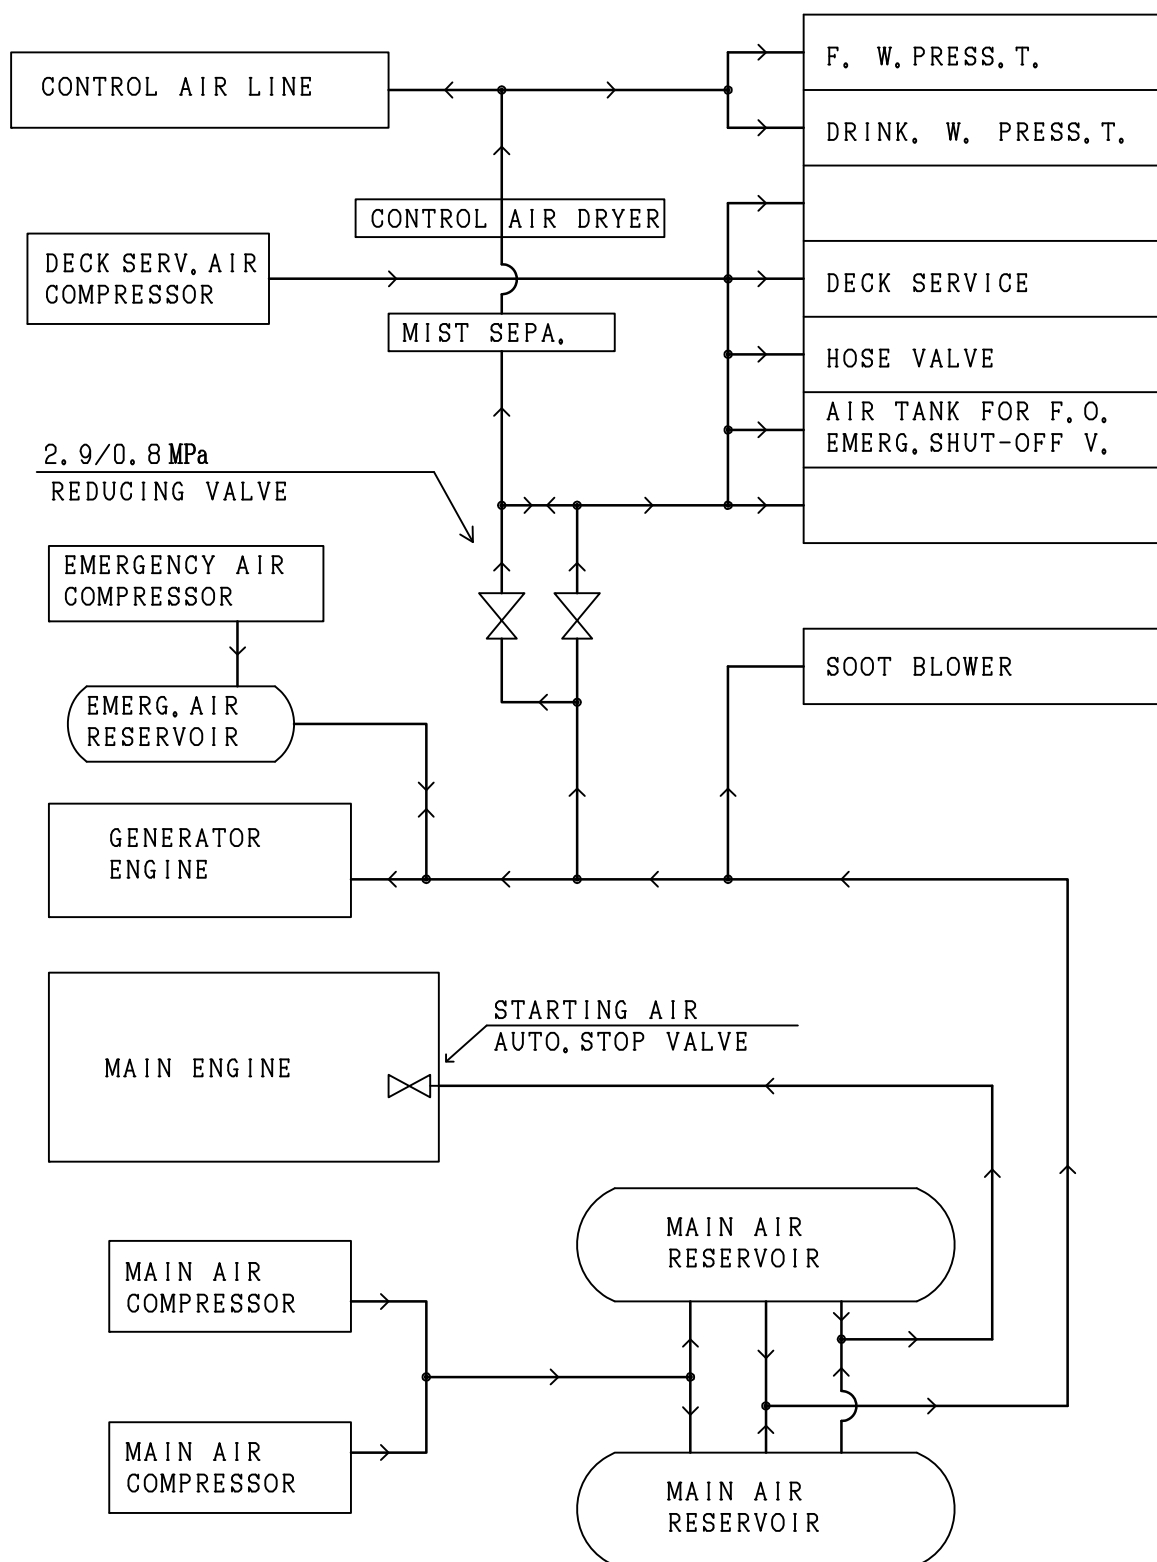 F. W. PRESS. T.
CONTROL AIR LINE
DRINK. W. PRESS. T.
CONTROL AIR DRYER
DECK SERV. AIR
COMPRESSOR
DECK SERVICE
MIST SEPA.
HOSE VALVE
AIR TANK FOR F. O.
EMERG. SHUT-OFF V.
2. 9/0. 8 MPa
REDUCING VALVE
EMERGENCY AIR
COMPRESSOR
SOOT BLOWER
EMERG. AIR
RESERVOIR
GENERATOR
ENGINE
STARTING AIR
AUTO. STOP VALVE
MAIN ENGINE
MAIN AIR
RESERVOIR
MAIN AIR
COMPRESSOR
MAIN AIR
COMPRESSOR
MAIN AIR
RESERVOIR